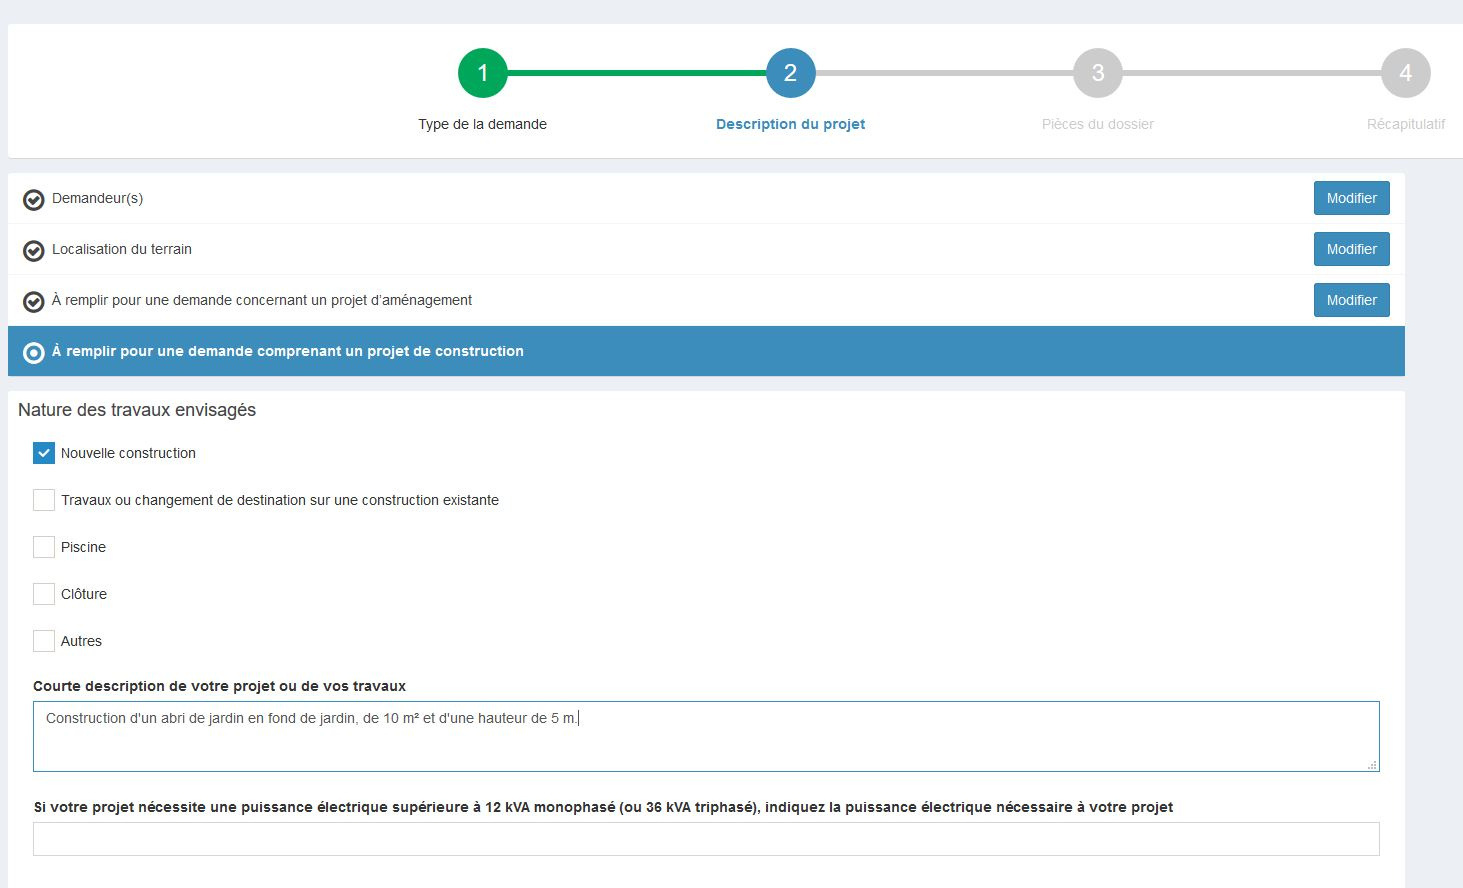 1
2
3
4
Type de la demande
Description du projet
Pièces du dossier
Récapitulatif
Demandeur(s)
Modifier
Localisation du terrain
Modifier
À remplir pour une demande concernant un projet d'aménagement
Modifier
À remplir pour une demande comprenant un projet de construction
Nature des travaux envisagés
Nouvelle construction
Travaux ou changement de destination sur une construction existante
Piscine
Clôture
Autres
Courte description de votre projet ou de vos travaux
Construction d'un abri de jardin en fond de jardin, de 10 m² et d'une hauteur de 5 m.
Si votre projet nécessite une puissance électrique supérieure à 12 kVA monophasé (ou 36 kVA triphasé), indiquez la puissance électrique nécessaire à votre projet